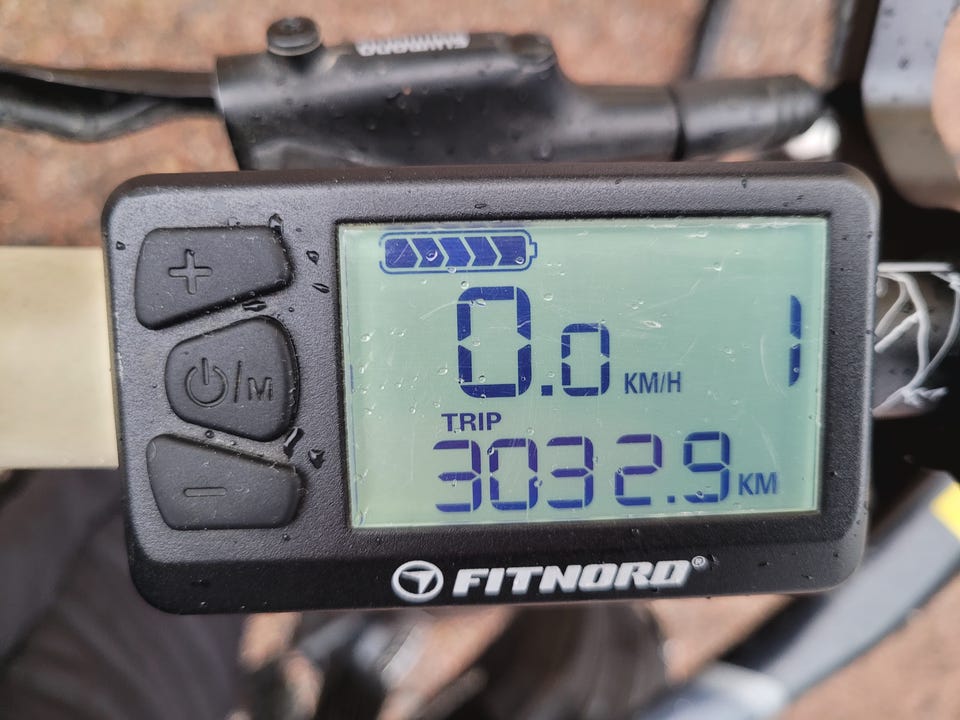 SHIMANO
+
0.0 KM/H 1
/M
TRIP
3032.9 KM
−
FITNORD®